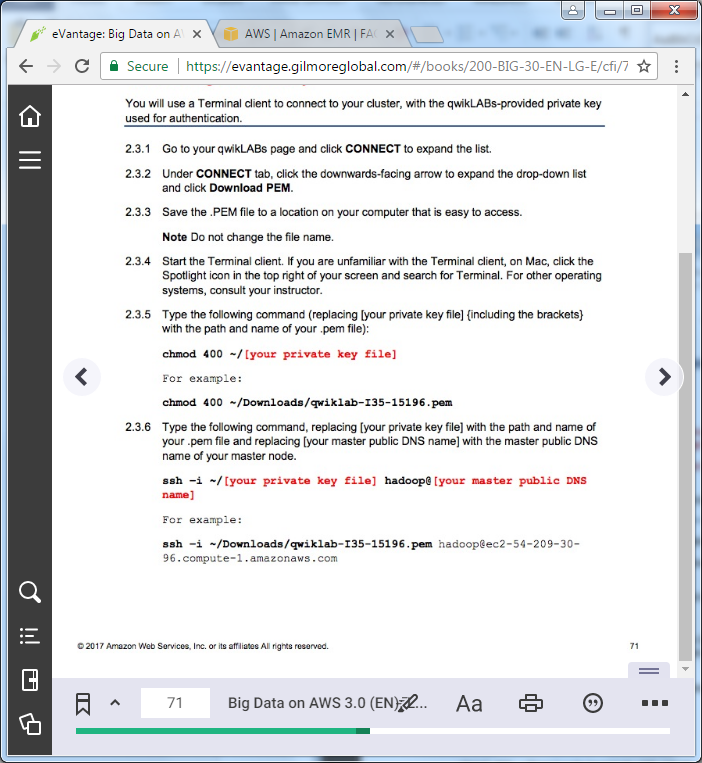 eVantage: Big Data on A
AWS | Amazon EMR | FA
Secure
https://evantage.gilmoreglobal.com/#/books/200-BIG-30-EN-LG-E/cfi/7
You will use a Terminal client to connect to your cluster, with the qwikLABs-provided private key
used for authentication.
2.3.1 Go to your qwikLABs page and click CONNECT to expand the list.
2.3.2 Under CONNECT tab, click the downwards-facing arrow to expand the drop-down list
and click Download PEM.
2.3.3 Save the .PEM file to a location on your computer that is easy to access.
Note Do not change the file name.
2.3.4 Start the Terminal client. If you are unfamiliar with the Terminal client, on Mac, click the
Spotlight icon in the top right of your screen and search for Terminal. For other operating
systems, consult your instructor.
2.3.5 Type the following command (replacing [your private key file] {including the brackets}
with the path and name of your .pem file):
chmod 400 ~/[your private key file]
For example:
chmod 400 ~/Downloads/qwiklab-I35-15196.pem
2.3.6 Type the following command, replacing [your private key file] with the path and name of
your .pem file and replacing [your master public DNS name] with the master public DNS
name of your master node.
ssh –i ~/[your private key file] hadoop@[your master public DNS
name]
For example:
ssh –i ~/Downloads/qwiklab-I35-15196.pem hadoop@ec2-54-209-30-
96.compute-1.amazonaws.com
© 2017 Amazon Web Services, Inc. or its affiliates All rights reserved.
71
71
Big Data on AWS 3.0 (EN)
Aa